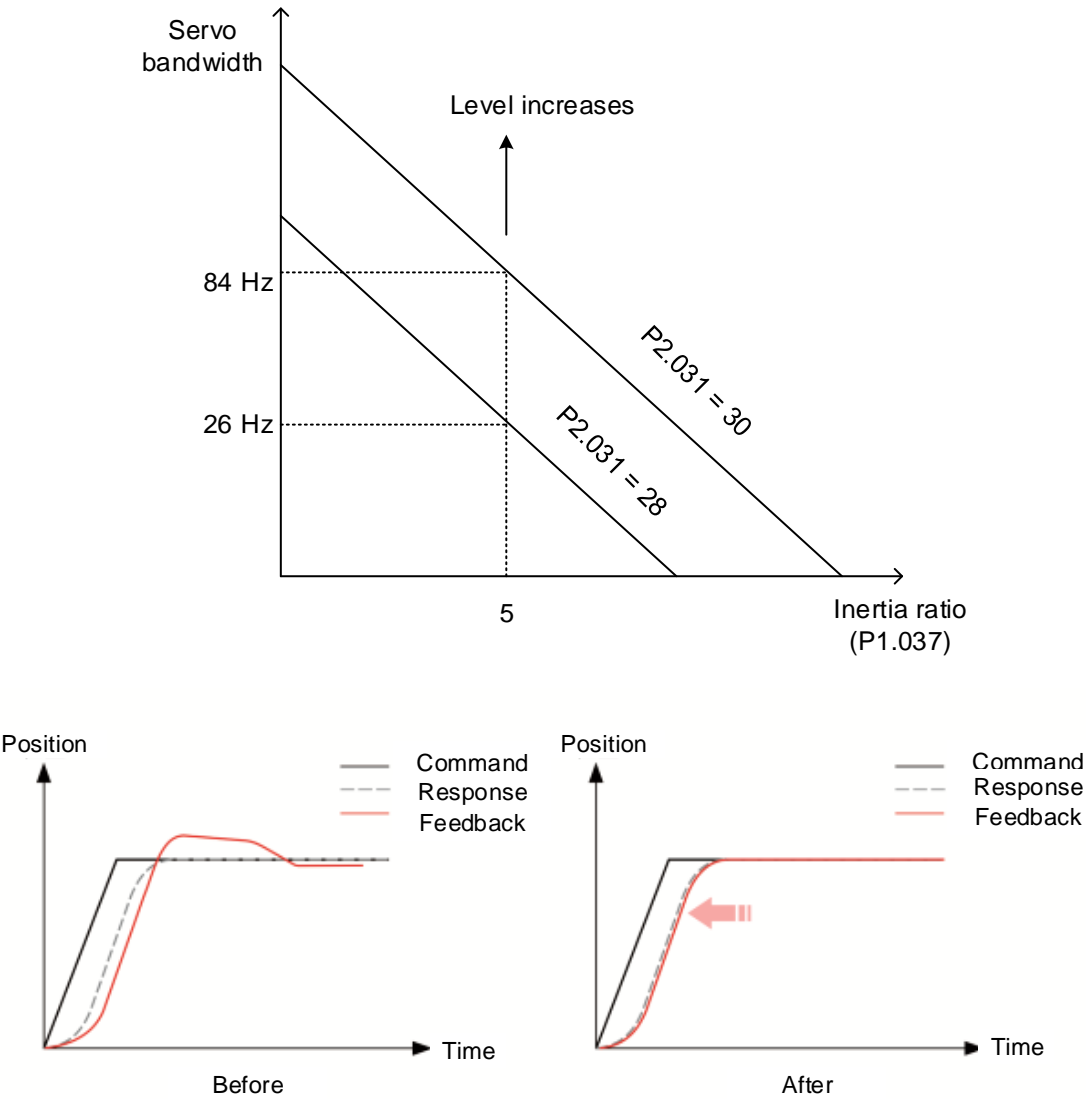 Servo
bandwidth
Level increases
84 Hz
P2.031 = 30
26 Hz
P2.031 = 28
5
Inertia ratio
(P1.037)
Position
Command
Response
Feedback
Time
Before
Position
Command
Response
Feedback
Time
After